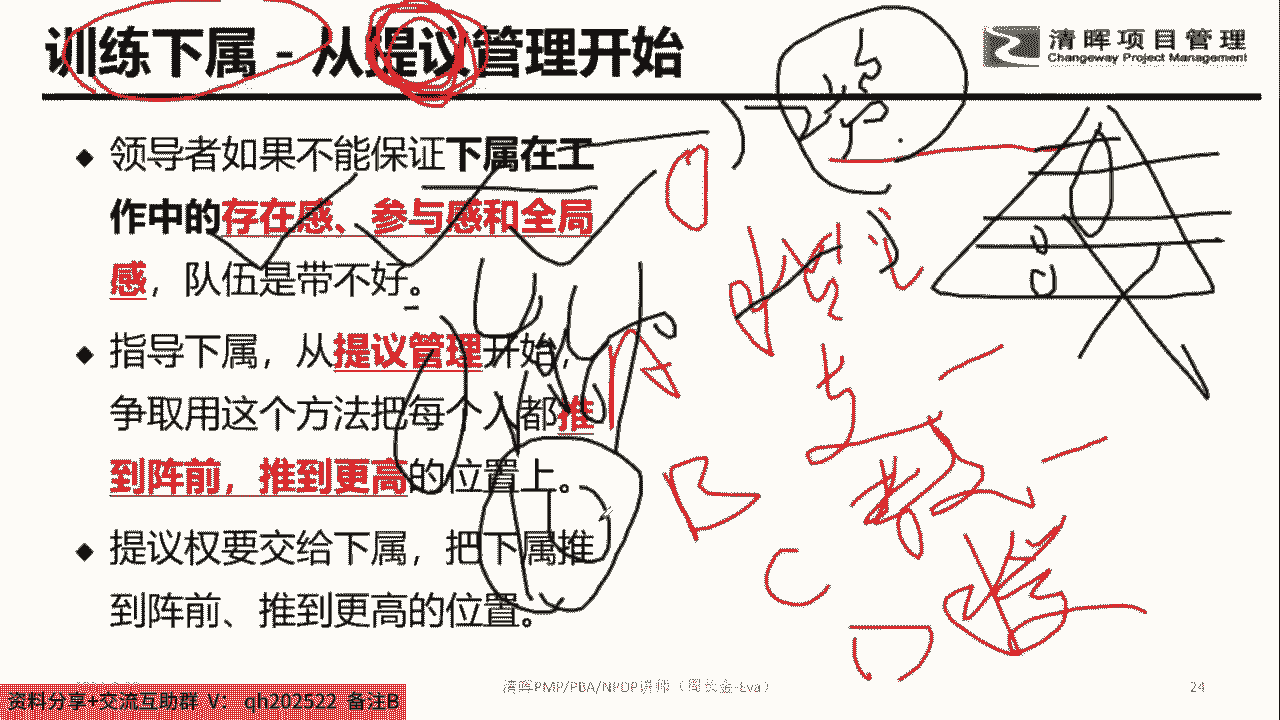 训练下属 - 从提议管理开始
清晖项目管理
Changeway Project Management
领导者如果不能保证下属在工
作中的存在感、参与感和全局
感，队伍是带不好。
指导下属，从提议管理开始，
争取用这个方法把每个人都推
到阵前，推到更高的位置上。
提议权要交给下属，把下属推
到阵前、推到更高的位置。
A
B
C
D
清晖PMP/PBA/NPDP讲师（周长金-Eva）
24
资料分享+交流互助群 V： qh202522 备注B